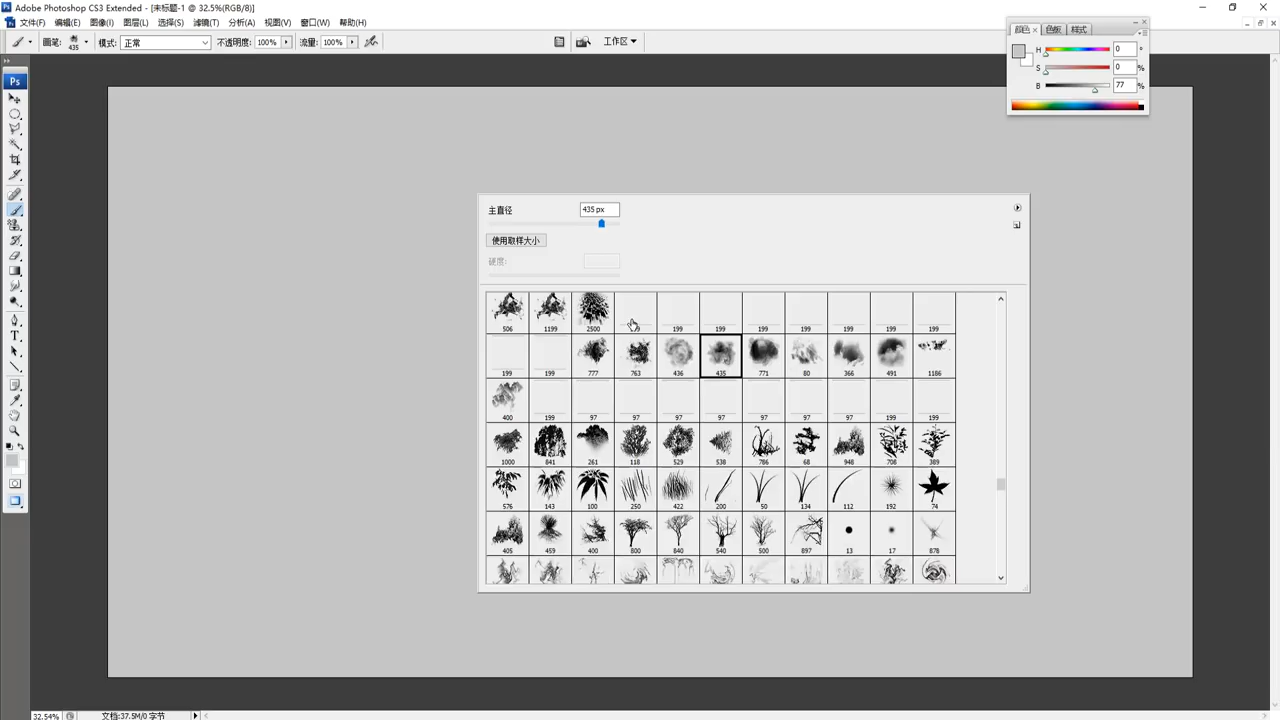 Adobe Photoshop CS3 Extended - [未标题-1 @ 32.5%(RGB/8)]
文件(F) 编辑(E) 图像(I) 图层(L) 选择(S) 滤镜(T) 分析(A) 视图(V) 窗口(W) 帮助(H)
画笔: 435 模式: 正常 不透明度: 100% 流量: 100% 工作区
颜色 色板 样式
H 0 °
S 0 %
B 77 %
Ps
主直径 435 px
使用取样大小
硬度:
506 1199 2500 199 199 199 199 199 199 199
199 199 777 763 436 435 771 80 366 491 1186
400 199 97 97 97 97 97 97 97 199 199
1000 841 261 118 529 538 786 68 948 708 389
576 143 100 250 422 200 50 134 112 192 74
405 459 400 800 840 540 500 897 13 17 878
32.54% 文档:37.5M/0 字节